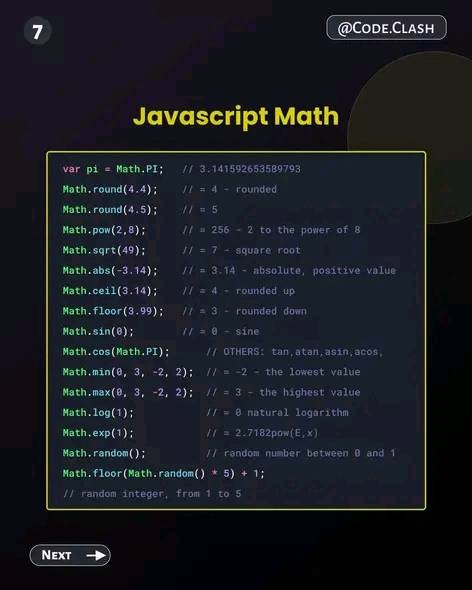 7
@Code.Clash
Javascript Math
var pi = Math.PI; // 3.141592653589793
Math.round(4.4); // = 4 - rounded
Math.round(4.5); // = 5
Math.pow(2,8); // = 256 - 2 to the power of 8
Math.sqrt(49); // = 7 - square root
Math.abs(-3.14); // = 3.14 - absolute, positive value
Math.ceil(3.14); // = 4 - rounded up
Math.floor(3.99); // = 3 - rounded down
Math.sin(0); // = 0 - sine
Math.cos(Math.PI); // OTHERS: tan,atan,asin,acos,
Math.min(0, 3, -2, 2); // = -2 - the lowest value
Math.max(0, 3, -2, 2); // = 3 - the highest value
Math.log(1); // = 0 natural logarithm
Math.exp(1); // = 2.7182pow(E,x)
Math.random(); // random number between 0 and 1
Math.floor(Math.random() * 5) + 1;
// random integer, from 1 to 5
Next